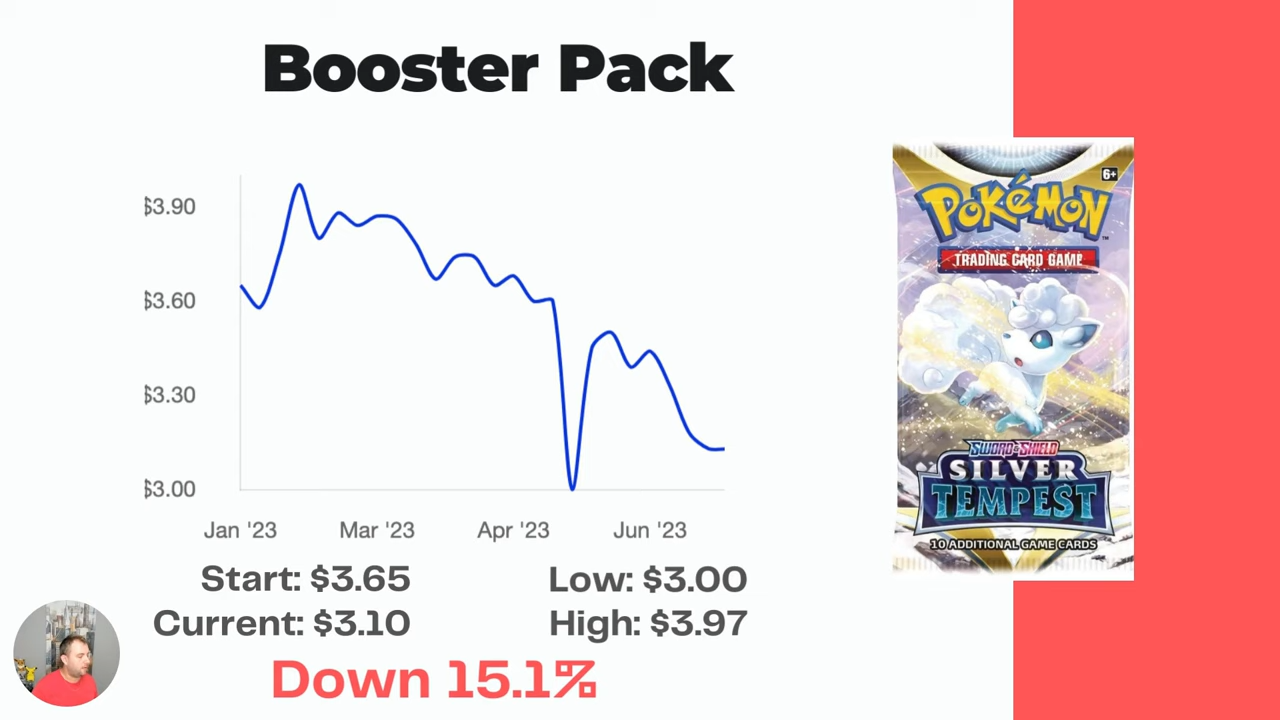 Booster Pack
$3.90
$3.60
$3.30
$3.00
Jan '23 Mar '23 Apr '23 Jun '23
Start: $3.65 Low: $3.00
Current: $3.10 High: $3.97
Down 15.1%
6+
POKéMON
TM
TRADING CARD GAME
SWORD & SHIELD
SILVER
TEMPEST
10 ADDITIONAL GAME CARDS